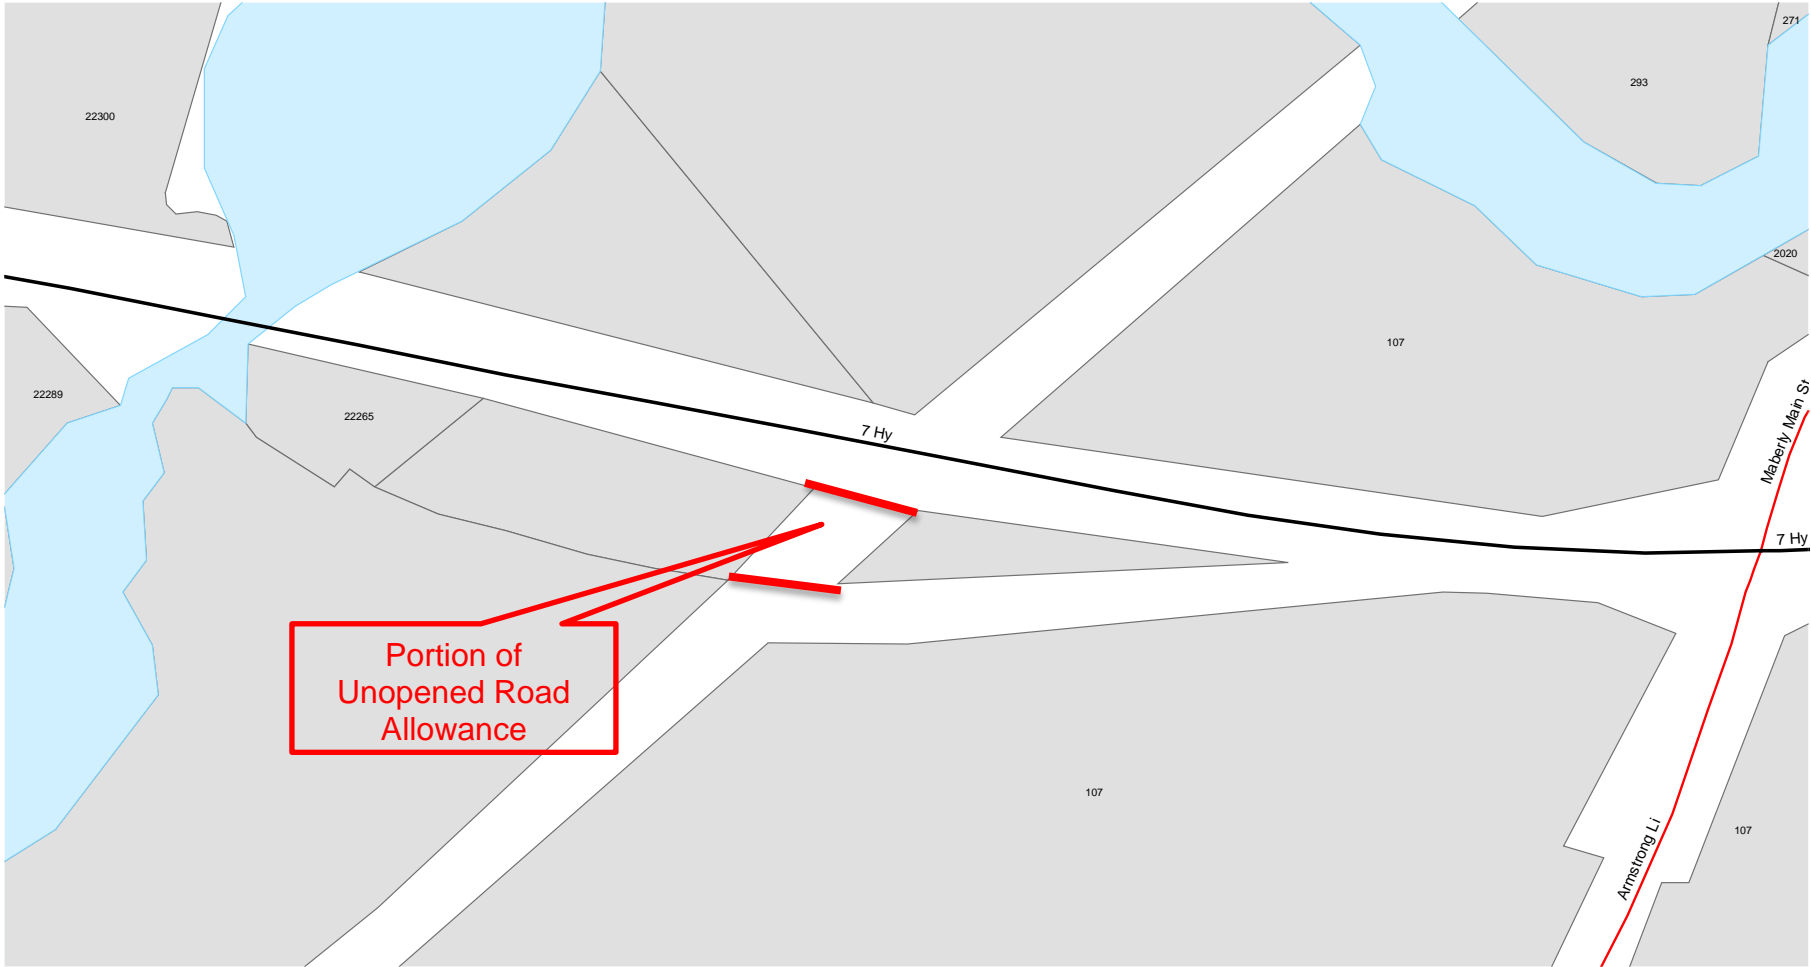 271
293
22300
2020
107
22289
22265
7 Hy
Maberly Main St
7 Hy
Portion of
Unopened Road
Allowance
107
107
Armstrong Li